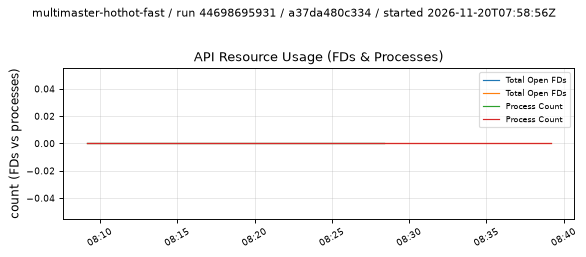 multimaster-hothot-fast / run 44698695931 / a37da480c334 / started 2026-11-20T07:58:56Z
API Resource Usage (FDs & Processes)
count (FDs vs processes)
0.04
0.02
0.00
−0.02
−0.04
Total Open FDs
Total Open FDs
Process Count
Process Count
08:10
08:15
08:20
08:25
08:30
08:35
08:40